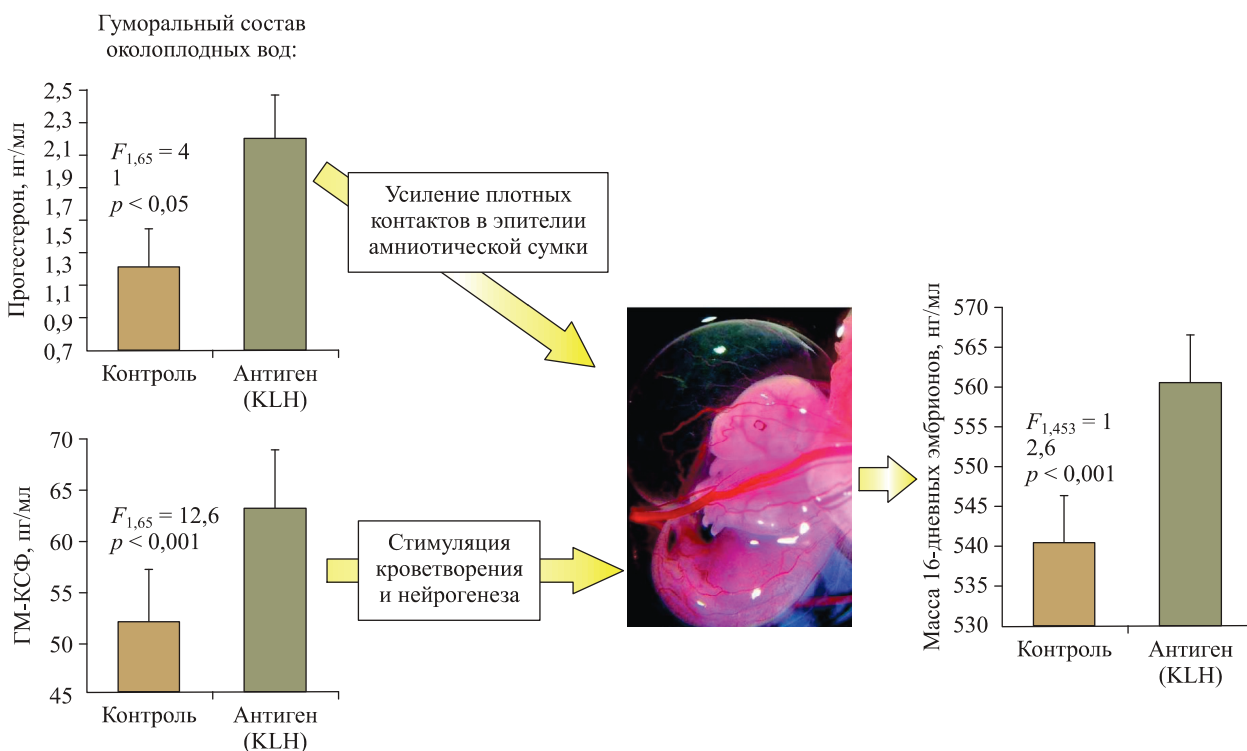 Гуморальный состав
околоплодных вод:
Прогестерон, нг/мл
2,5
2,3
2,1
1,9
1,7
1,5
1,3
1,1
0,9
0,7
F1,65 = 4
1
p < 0,05
Контроль
Антиген
(KLH)
Усиление плотных
контактов в эпителии
амниотической сумки
ГМ-КСФ, пг/мл
70
65
60
55
50
45
F1,65 = 12,6
p < 0,001
Контроль
Антиген
(KLH)
Стимуляция
кроветворения
и нейрогенеза
Масса 16-дневных эмбрионов, нг/мл
570
565
560
555
550
545
540
535
530
F1,453 = 1
2,6
p < 0,001
Контроль
Антиген
(KLH)